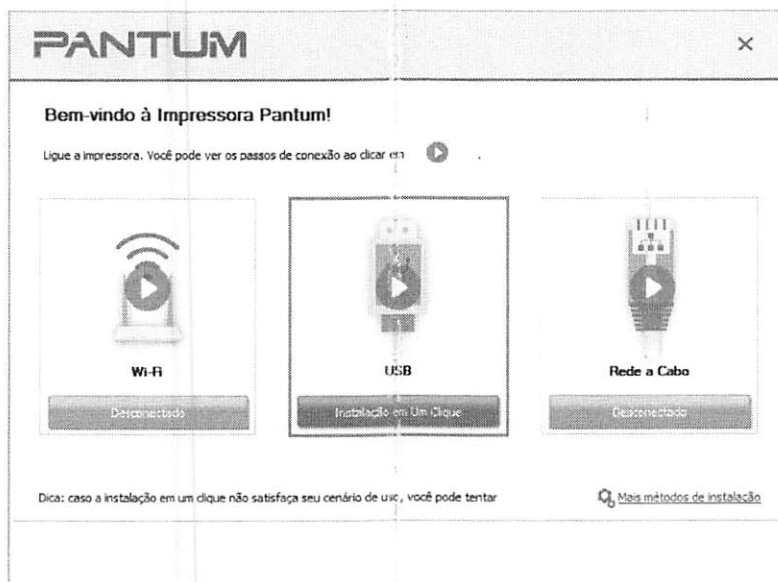 PANTUM
Bem-vindo à Impressora Pantum!
Ligue a impressora. Você pode ver os passos de conexão ao clicar em .
Wi-Fi
USB
Rede a Cabo
Desconectado
Instalação em Um Clique
Desconectado
Dica: caso a instalação em um clique não satisfaça seu cenário de uso, você pode tentar
Mais métodos de instalação